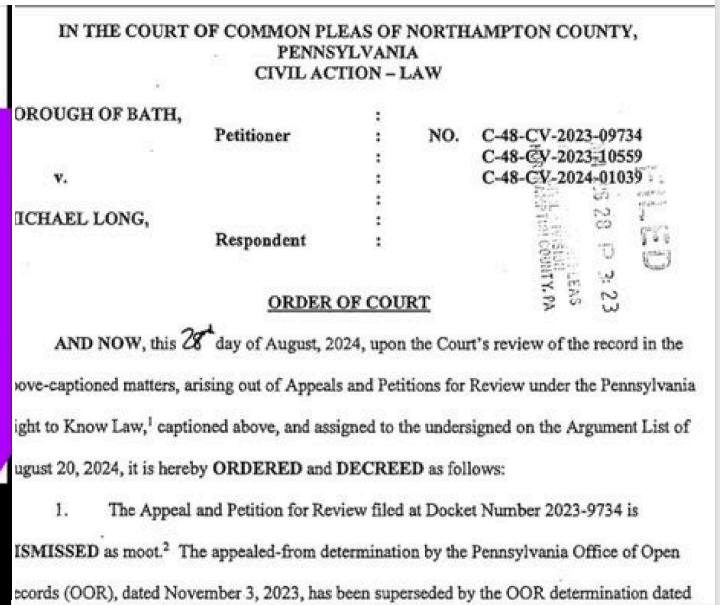 IN THE COURT OF COMMON PLEAS OF NORTHAMPTON COUNTY,
PENNSYLVANIA
CIVIL ACTION – LAW
OROUGH OF BATH, :
Petitioner : NO. C-48-CV-2023-09734
: C-48-CV-2023-10559
v. : C-48-CV-2024-01039
:
ICHAEL LONG, :
Respondent :
FILED
28 P 3:23
LEAS
COUNTY, PA
ORDER OF COURT
AND NOW, this 28th day of August, 2024, upon the Court's review of the record in the
ove-captioned matters, arising out of Appeals and Petitions for Review under the Pennsylvania
ight to Know Law,¹ captioned above, and assigned to the undersigned on the Argument List of
ugust 20, 2024, it is hereby ORDERED and DECREED as follows:
1. The Appeal and Petition for Review filed at Docket Number 2023-9734 is
ISMISSED as moot.² The appealed-from determination by the Pennsylvania Office of Open
ecords (OOR), dated November 3, 2023, has been superseded by the OOR determination dated